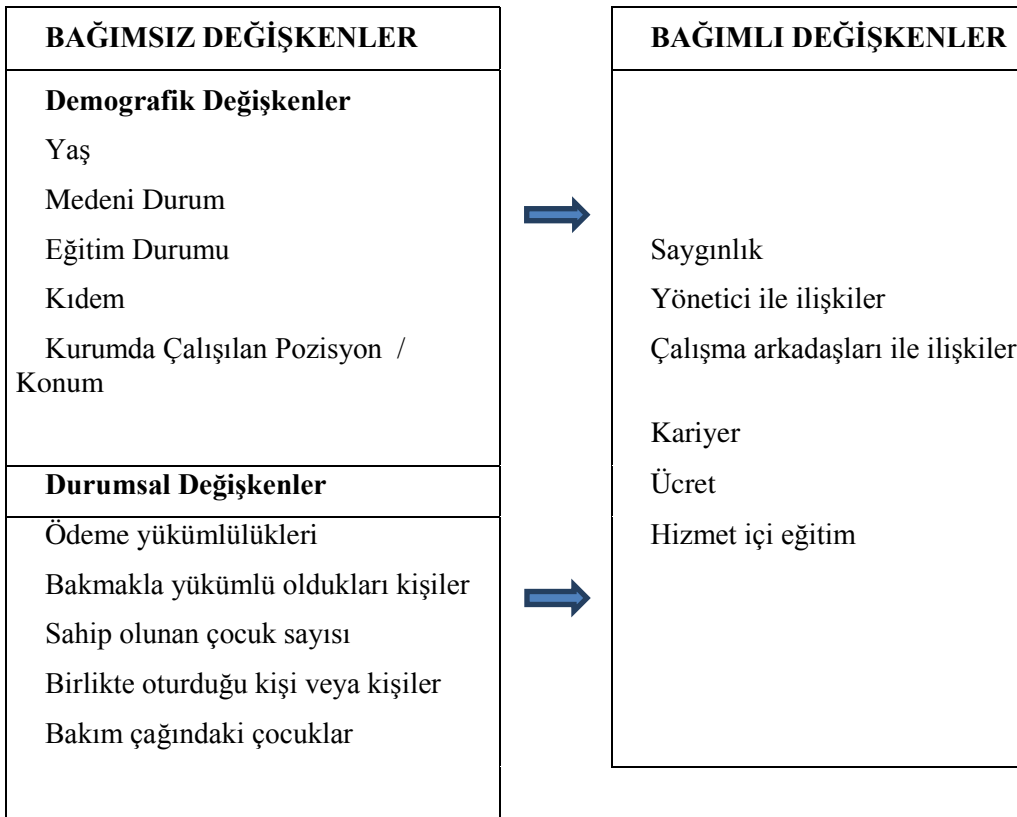 BAĞIMSIZ DEĞİŞKENLER
Demografik Değişkenler
Yaş
Medeni Durum
Eğitim Durumu
Kıdem
Kurumda Çalışılan Pozisyon /
Konum
Durumsal Değişkenler
Ödeme yükümlülükleri
Bakmakla yükümlü oldukları kişiler
Sahip olunan çocuk sayısı
Birlikte oturduğu kişi veya kişiler
Bakım çağındaki çocuklar
BAĞIMLI DEĞİŞKENLER
Saygınlık
Yönetici ile ilişkiler
Çalışma arkadaşları ile ilişkiler
Kariyer
Ücret
Hizmet içi eğitim